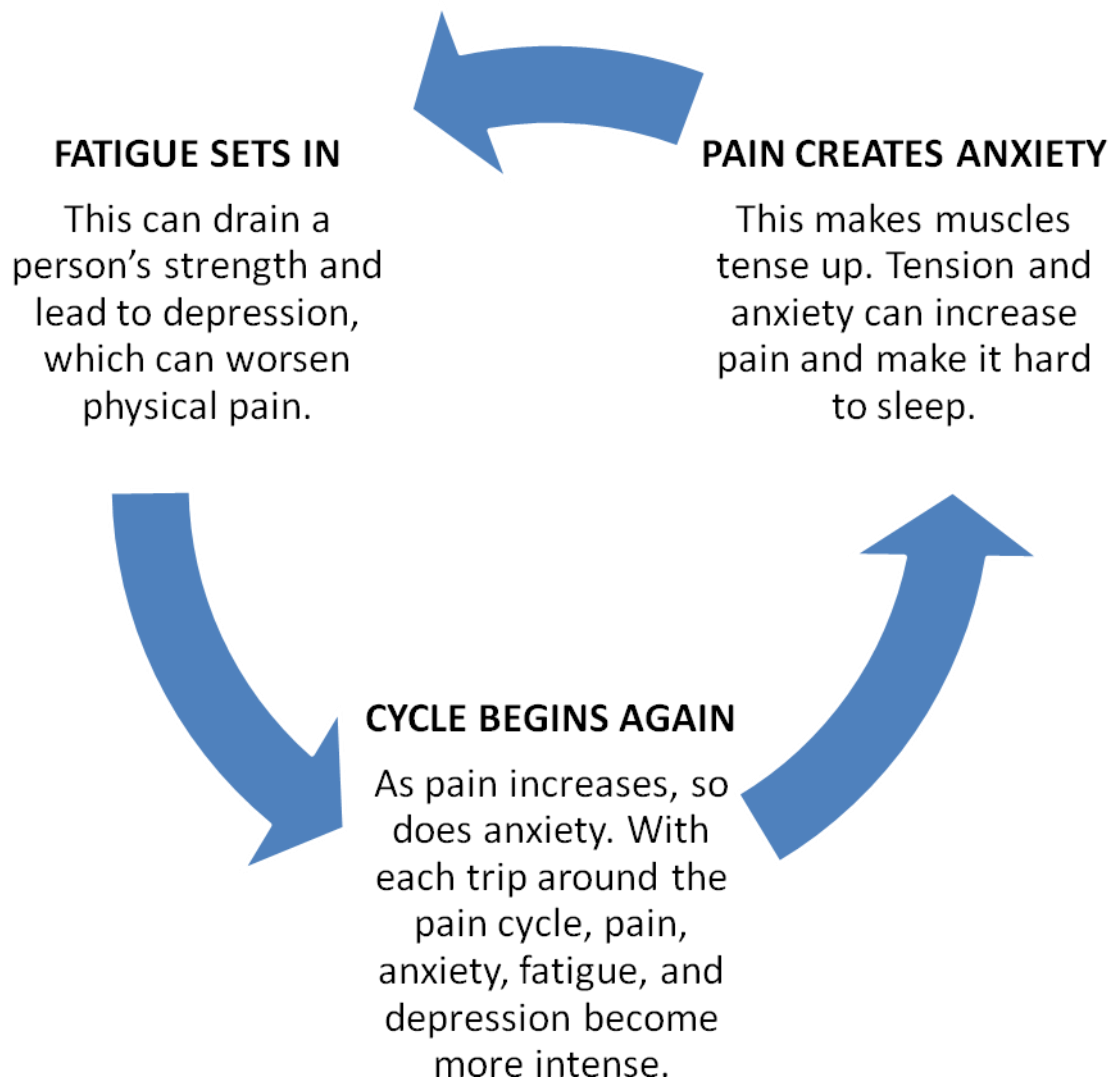 FATIGUE SETS IN
This can drain a
person’s strength and
lead to depression,
which can worsen
physical pain.
PAIN CREATES ANXIETY
This makes muscles
tense up. Tension and
anxiety can increase
pain and make it hard
to sleep.
CYCLE BEGINS AGAIN
As pain increases, so
does anxiety. With
each trip around the
pain cycle, pain,
anxiety, fatigue, and
depression become
more intense.